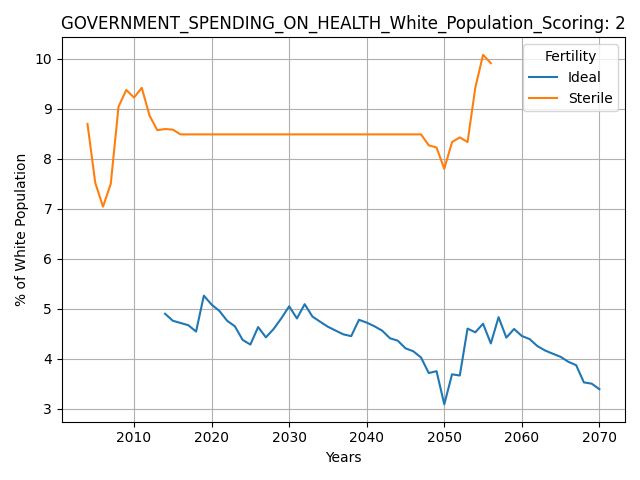 GOVERNMENT_SPENDING_ON_HEALTH_White_Population_Scoring: 2
Fertility
Ideal
Sterile
% of White Population
10
9
8
7
6
5
4
3
2010 2020 2030 2040 2050 2060 2070
Years